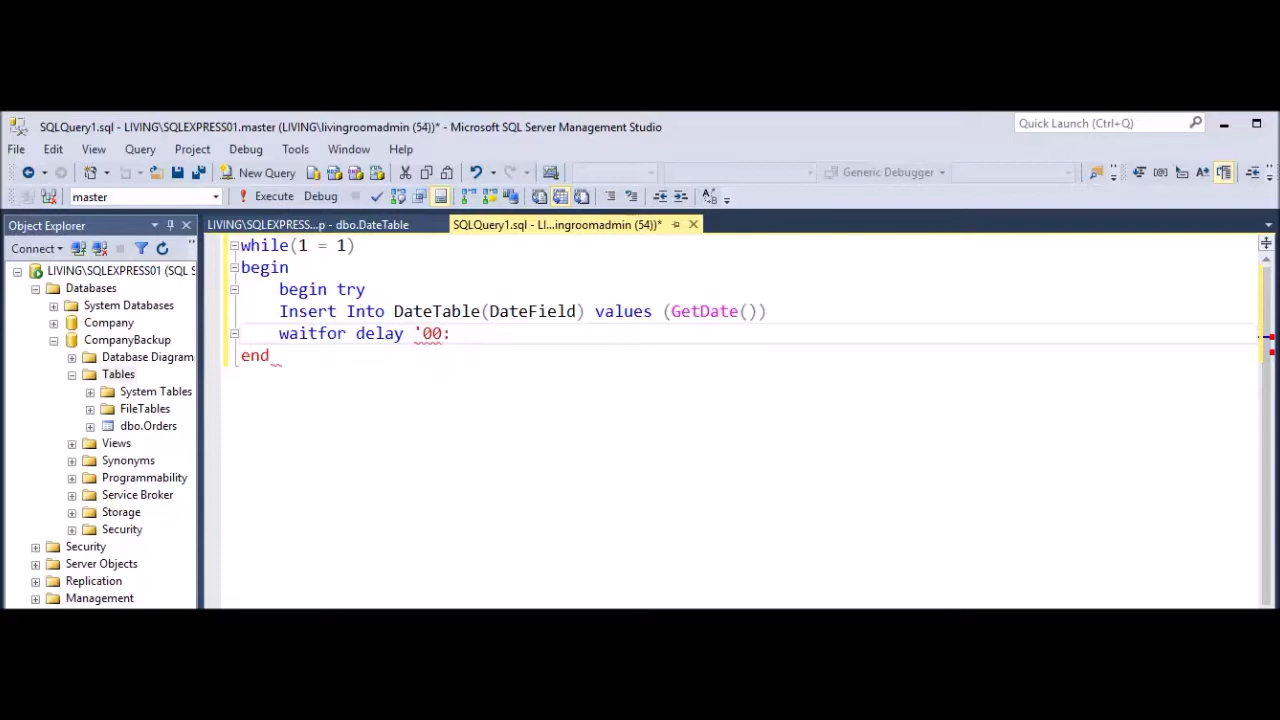 SQLQuery1.sql - LIVING\SQLEXPRESS01.master (LIVING\livingroomadmin (54))* - Microsoft SQL Server Management Studio
Quick Launch (Ctrl+Q)
File Edit View Query Project Debug Tools Window Help
New Query
Generic Debugger
master
Execute Debug
Object Explorer
LIVING\SQLEXPRESS...p - dbo.DateTable
SQLQuery1.sql - LI...ingroomadmin (54))*
Connect
LIVING\SQLEXPRESS01 (SQL S
Databases
System Databases
Company
CompanyBackup
Database Diagram
Tables
System Tables
FileTables
dbo.Orders
Views
Synonyms
Programmability
Service Broker
Storage
Security
Security
Server Objects
Replication
Management
while(1 = 1)
begin
begin try
Insert Into DateTable(DateField) values (GetDate())
waitfor delay '00:
end